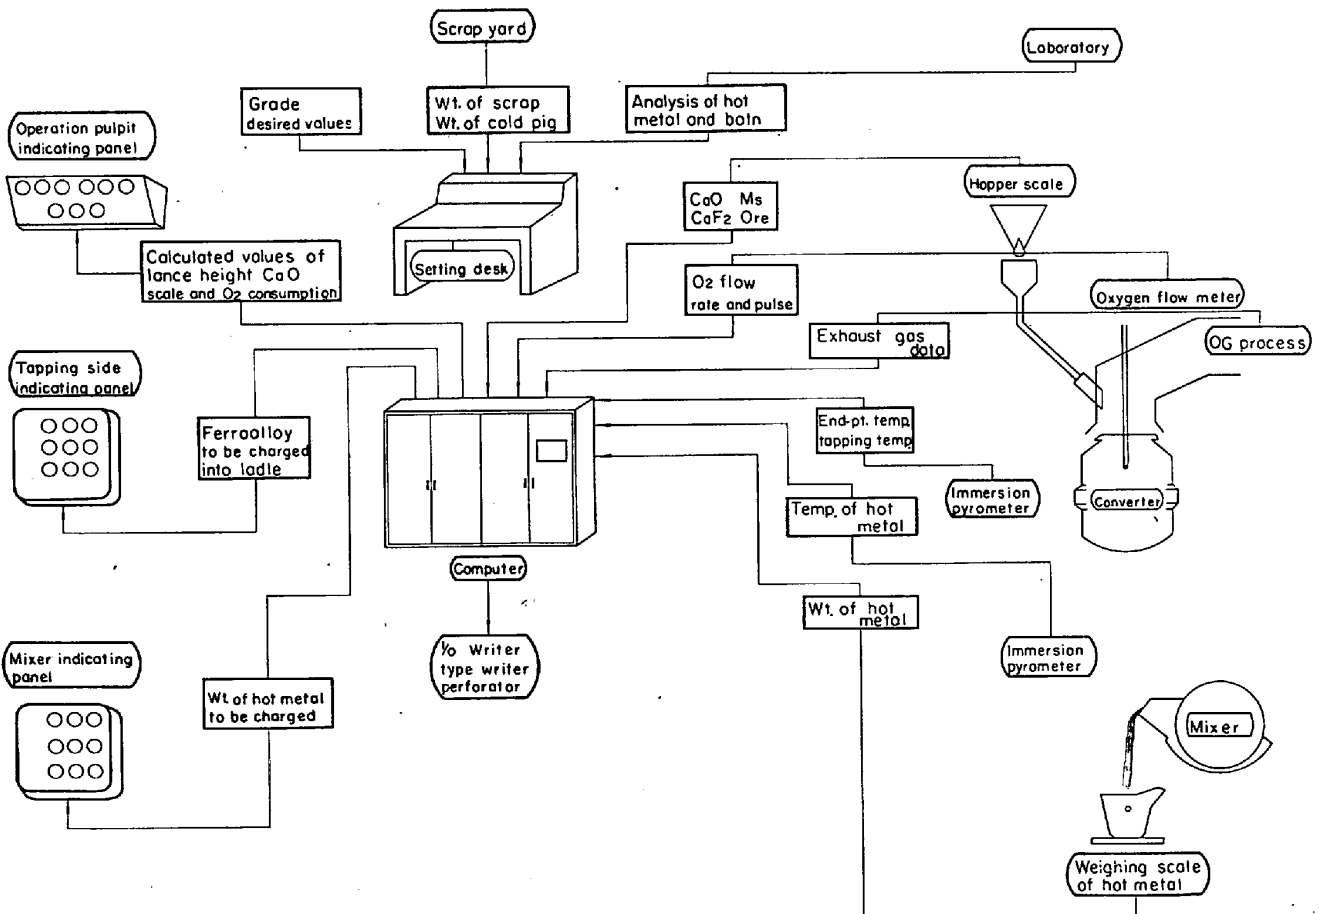 Scrap yard
Laboratory
Grade
desired values
Wt. of scrap
Wt. of cold pig
Analysis of hot
metal and batn
Operation pulpit
indicating panel
Hopper scale
CaO Ms
CaF2 Ore
Calculated values of
lance height CaO
scale and O2 consumption
Setting desk
O2 flow
rate and pulse
Oxygen flow meter
Exhaust gas
data
OG process
Tapping side
indicating panel
Ferroalloy
to be charged
into ladle
End-pt. temp.
tapping temp.
Immersion
pyrometer
Converter
Temp. of hot
metal
Computer
Wt. of hot
metal
I/O Writer
type writer
perforator
Immersion
pyrometer
Mixer indicating
panel
Wt. of hot metal
to be charged
Mixer
Weighing scale
of hot metal